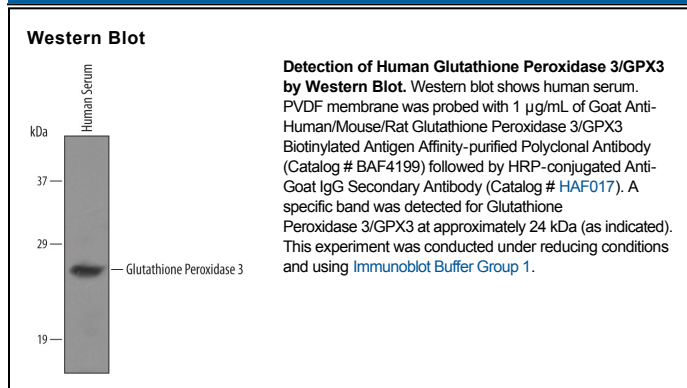 Western Blot
Human Serum
kDa
37
29
Glutathione Peroxidase 3
19
Detection of Human Glutathione Peroxidase 3/GPX3
by Western Blot. Western blot shows human serum.
PVDF membrane was probed with 1 µg/mL of Goat Anti-
Human/Mouse/Rat Glutathione Peroxidase 3/GPX3
Biotinylated Antigen Affinity-purified Polyclonal Antibody
(Catalog # BAF4199) followed by HRP-conjugated Anti-
Goat IgG Secondary Antibody (Catalog # HAF017). A
specific band was detected for Glutathione
Peroxidase 3/GPX3 at approximately 24 kDa (as indicated).
This experiment was conducted under reducing conditions
and using Immunoblot Buffer Group 1.